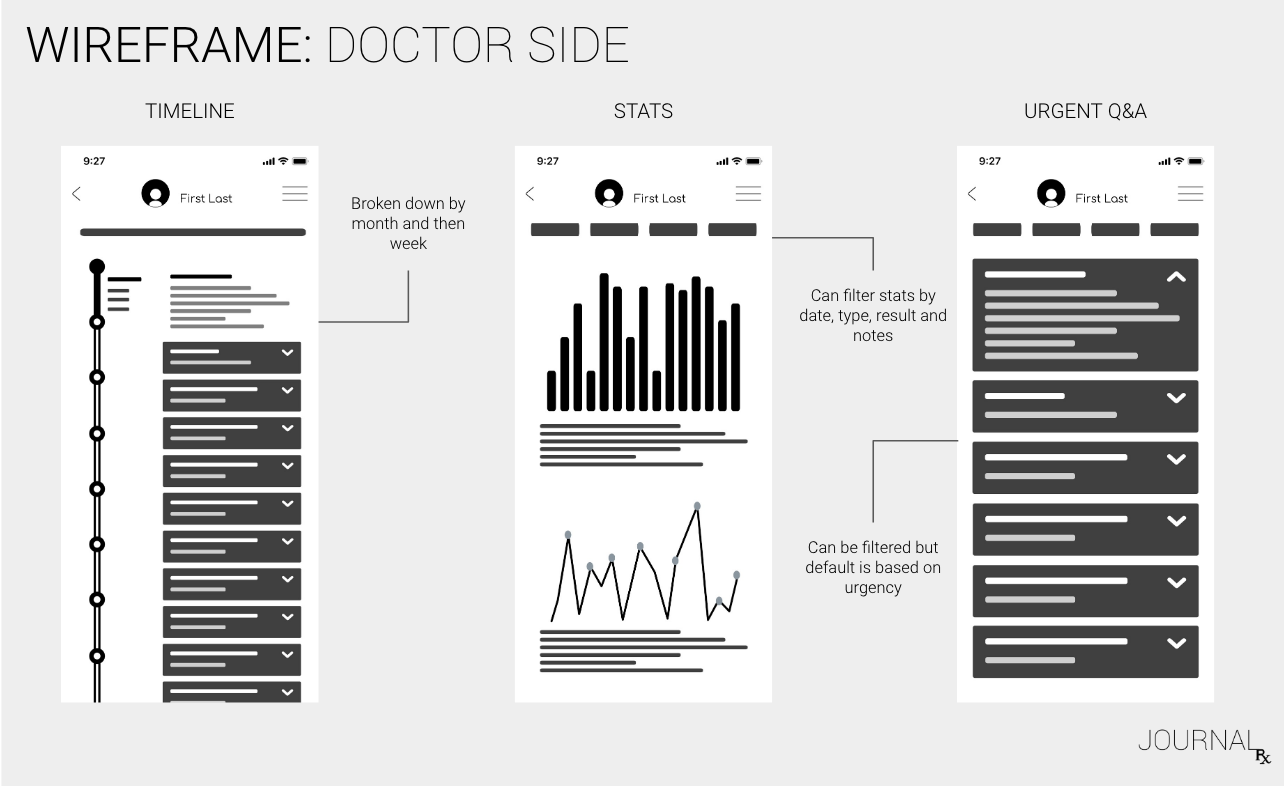 WIREFRAME: DOCTOR SIDE
TIMELINE
STATS
URGENT Q&A
9:27
First Last
Broken down by
month and then
week
9:27
First Last
Can filter stats by
date, type, result and
notes
9:27
First Last
Can be filtered but
default is based on
urgency
JOURNAL
Rx